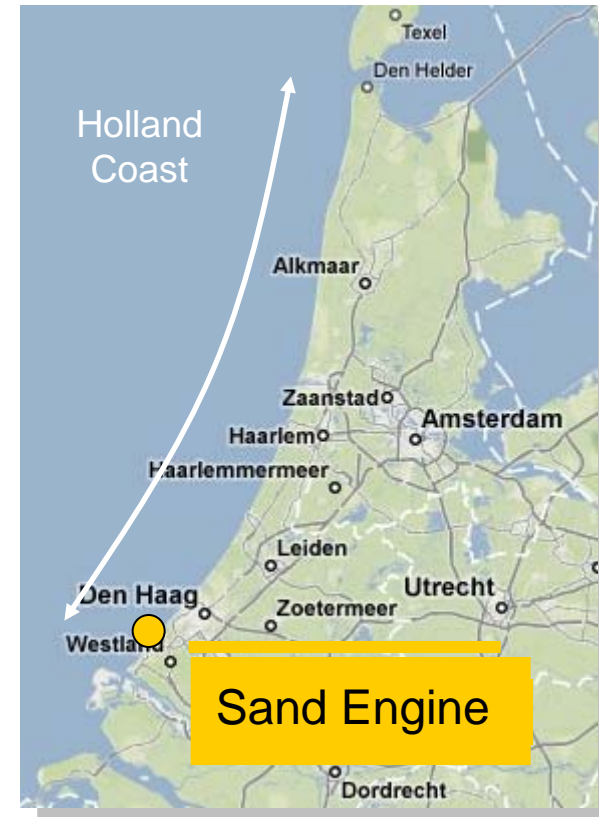 Texel
Den Helder
Holland
Coast
Alkmaar
Zaanstad
Amsterdam
Haarlem
Haarlemmermeer
Leiden
Den Haag
Utrecht
Zoetermeer
Westland
Sand Engine
Dordrecht